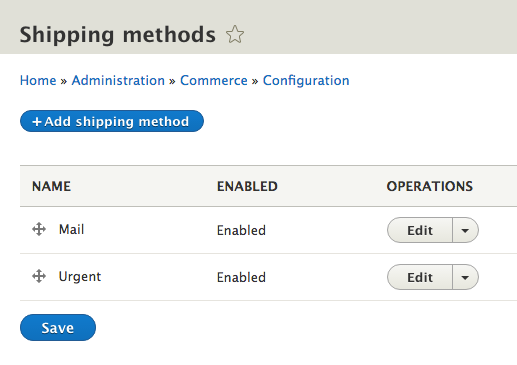 Shipping methods
Home » Administration » Commerce » Configuration
+ Add shipping method
NAME ENABLED OPERATIONS
Mail Enabled Edit
Urgent Enabled Edit
Save